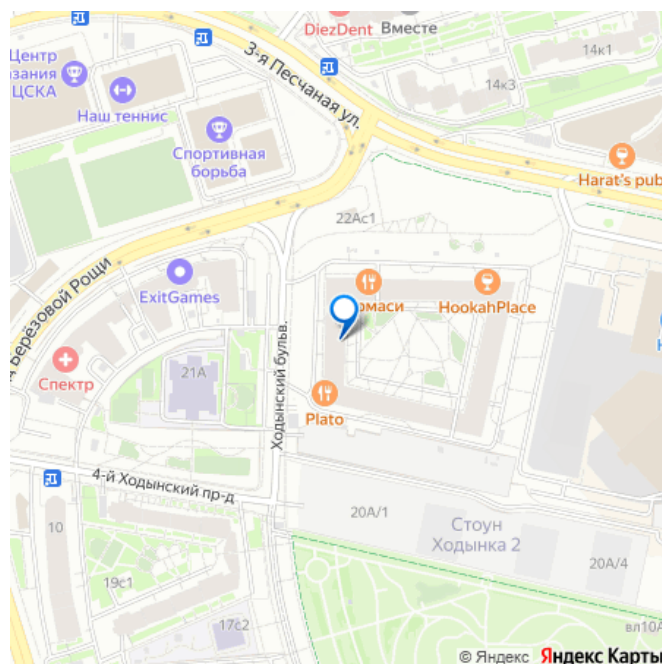 DiezDent
Вместе
Центр
азания
ЦСКА
Наш теннис
3-я Песчаная ул.
14к1
14к3
Спортивная
борьба
Harat's pub
22Ас1
Берёзовой Рощи
ExitGames
омаси
HookahPlace
Спектр
21А
Ходынский бульв.
Plato
4-й Ходынский пр-д
10
20А/1
Стоун
Ходынка 2
20А/4
19с1
17с2
вл10А
© Яндекс Яндекс Карты